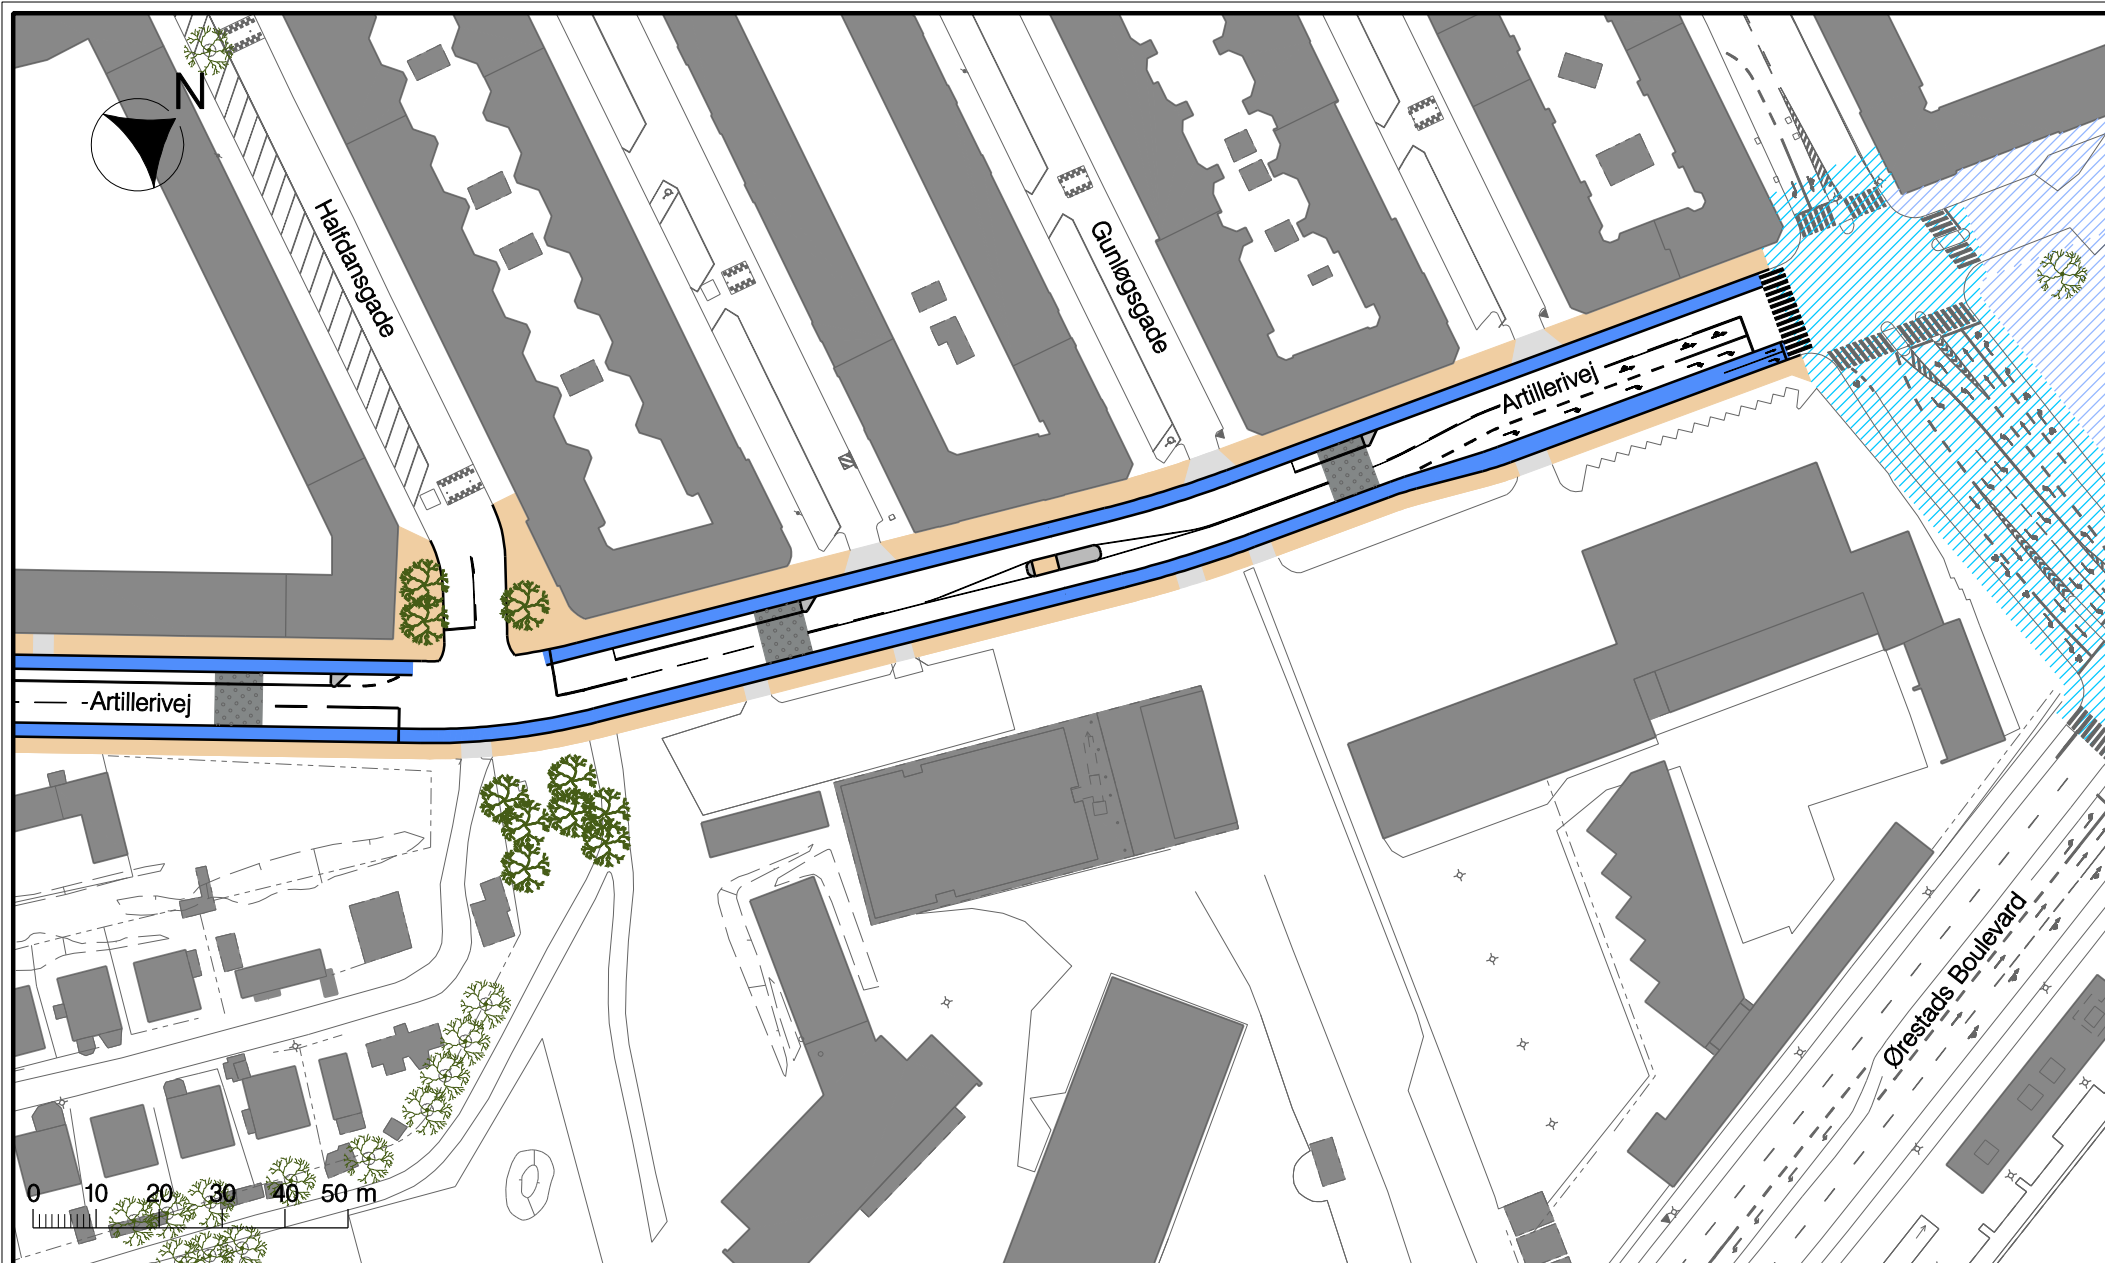 N
Halfdansgade
Gunløgsgade
Artillerivej
Artillerivej
Ørestads Boulevard
0 10 20 30 40 50 m